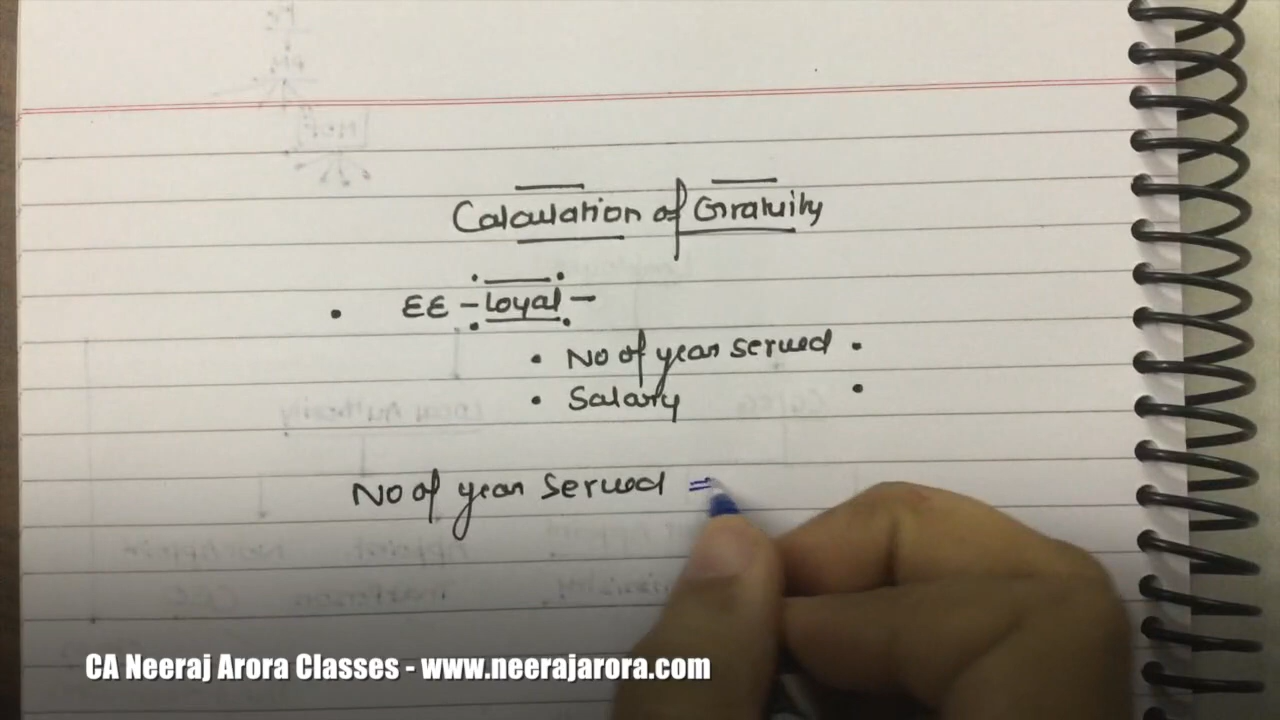 Calculation of Gratuity
• EE - Loyal -
• No of year served •
• Salary •
No of year served =
CA Neeraj Arora Classes - www.neerajarora.com